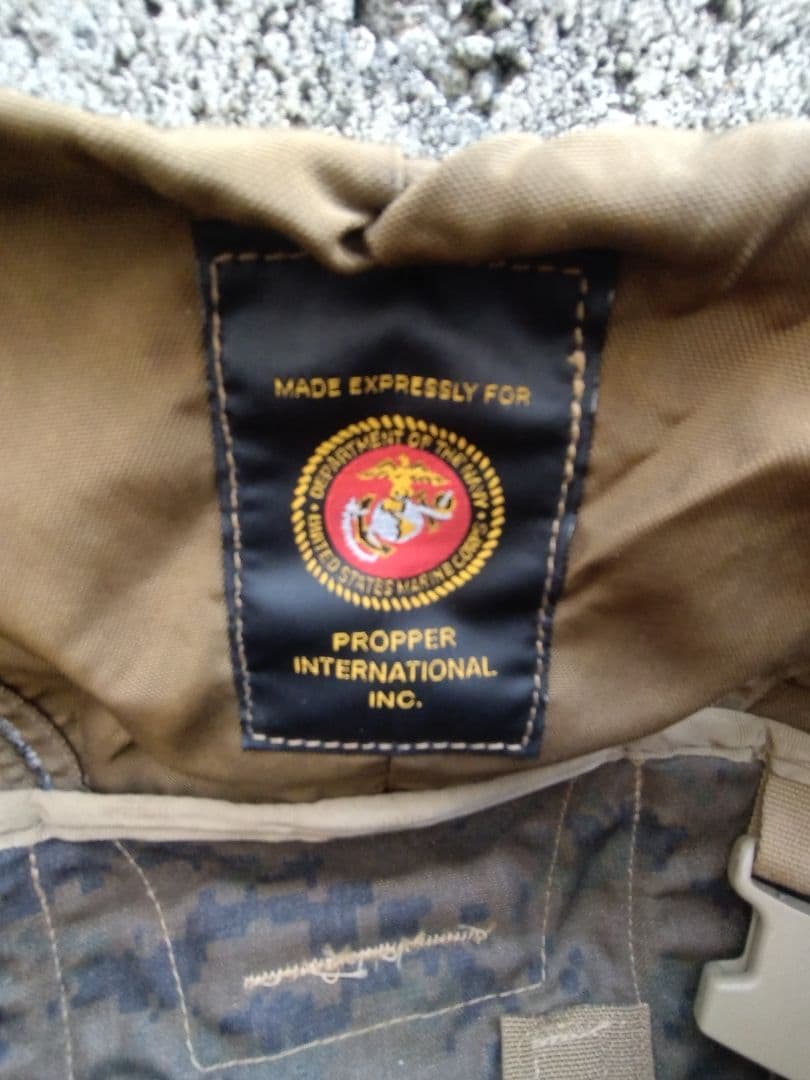 MADE EXPRESSLY FOR
DEPARTMENT OF THE NAVY
UNITED STATES MARINE CORPS
PROPPER
INTERNATIONAL
INC.